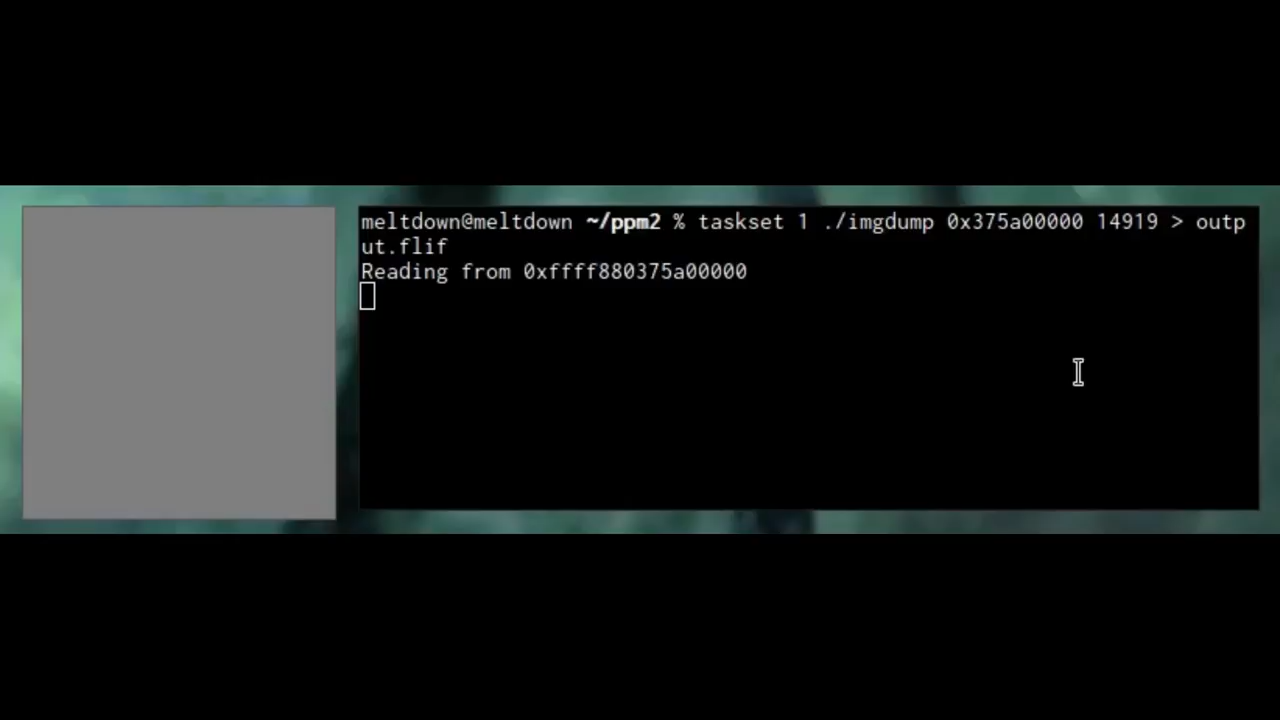 meltdown@meltdown ~/ppm2 % taskset 1 ./imgdump 0x375a00000 14919 > outp
ut.flif
Reading from 0xffff880375a00000